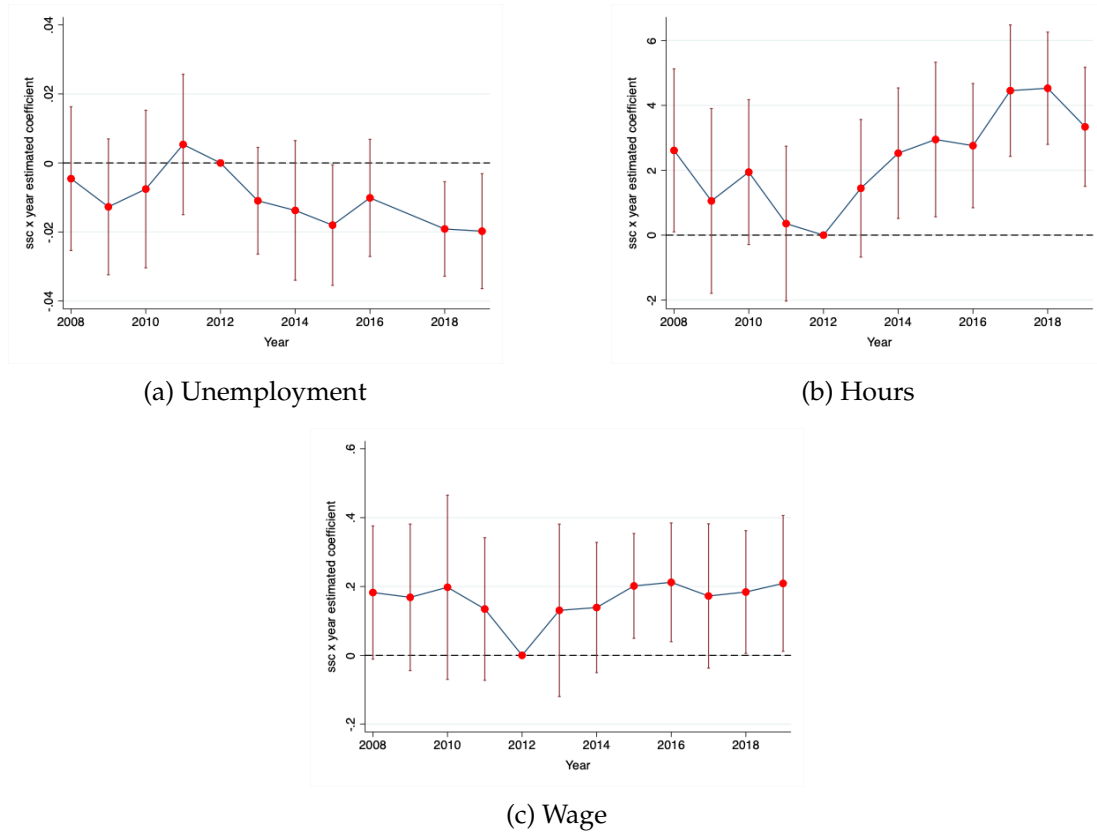 .04
.02
0
-.02
-.04
ssc x year estimated coefficient
2008 2010 2012 2014 2016 2018
Year
(a) Unemployment
6
4
2
0
-2
ssc x year estimated coefficient
2008 2010 2012 2014 2016 2018
Year
(b) Hours
.6
.4
.2
0
-.2
ssc x year estimated coefficient
2008 2010 2012 2014 2016 2018
Year
(c) Wage